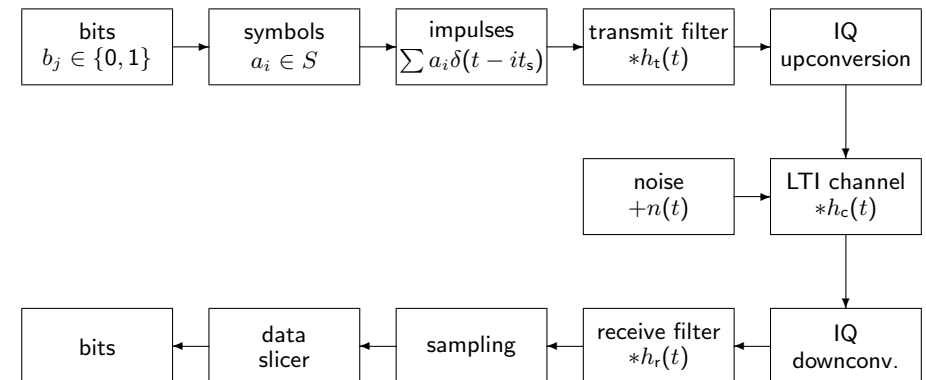 bits
b_j ∈ {0, 1}
symbols
a_i ∈ S
impulses
∑ a_iδ(t − it_s)
transmit filter
∗h_t(t)
IQ
upconversion
noise
+n(t)
LTI channel
∗h_c(t)
bits
data
slicer
sampling
receive filter
∗h_r(t)
IQ
downconv.